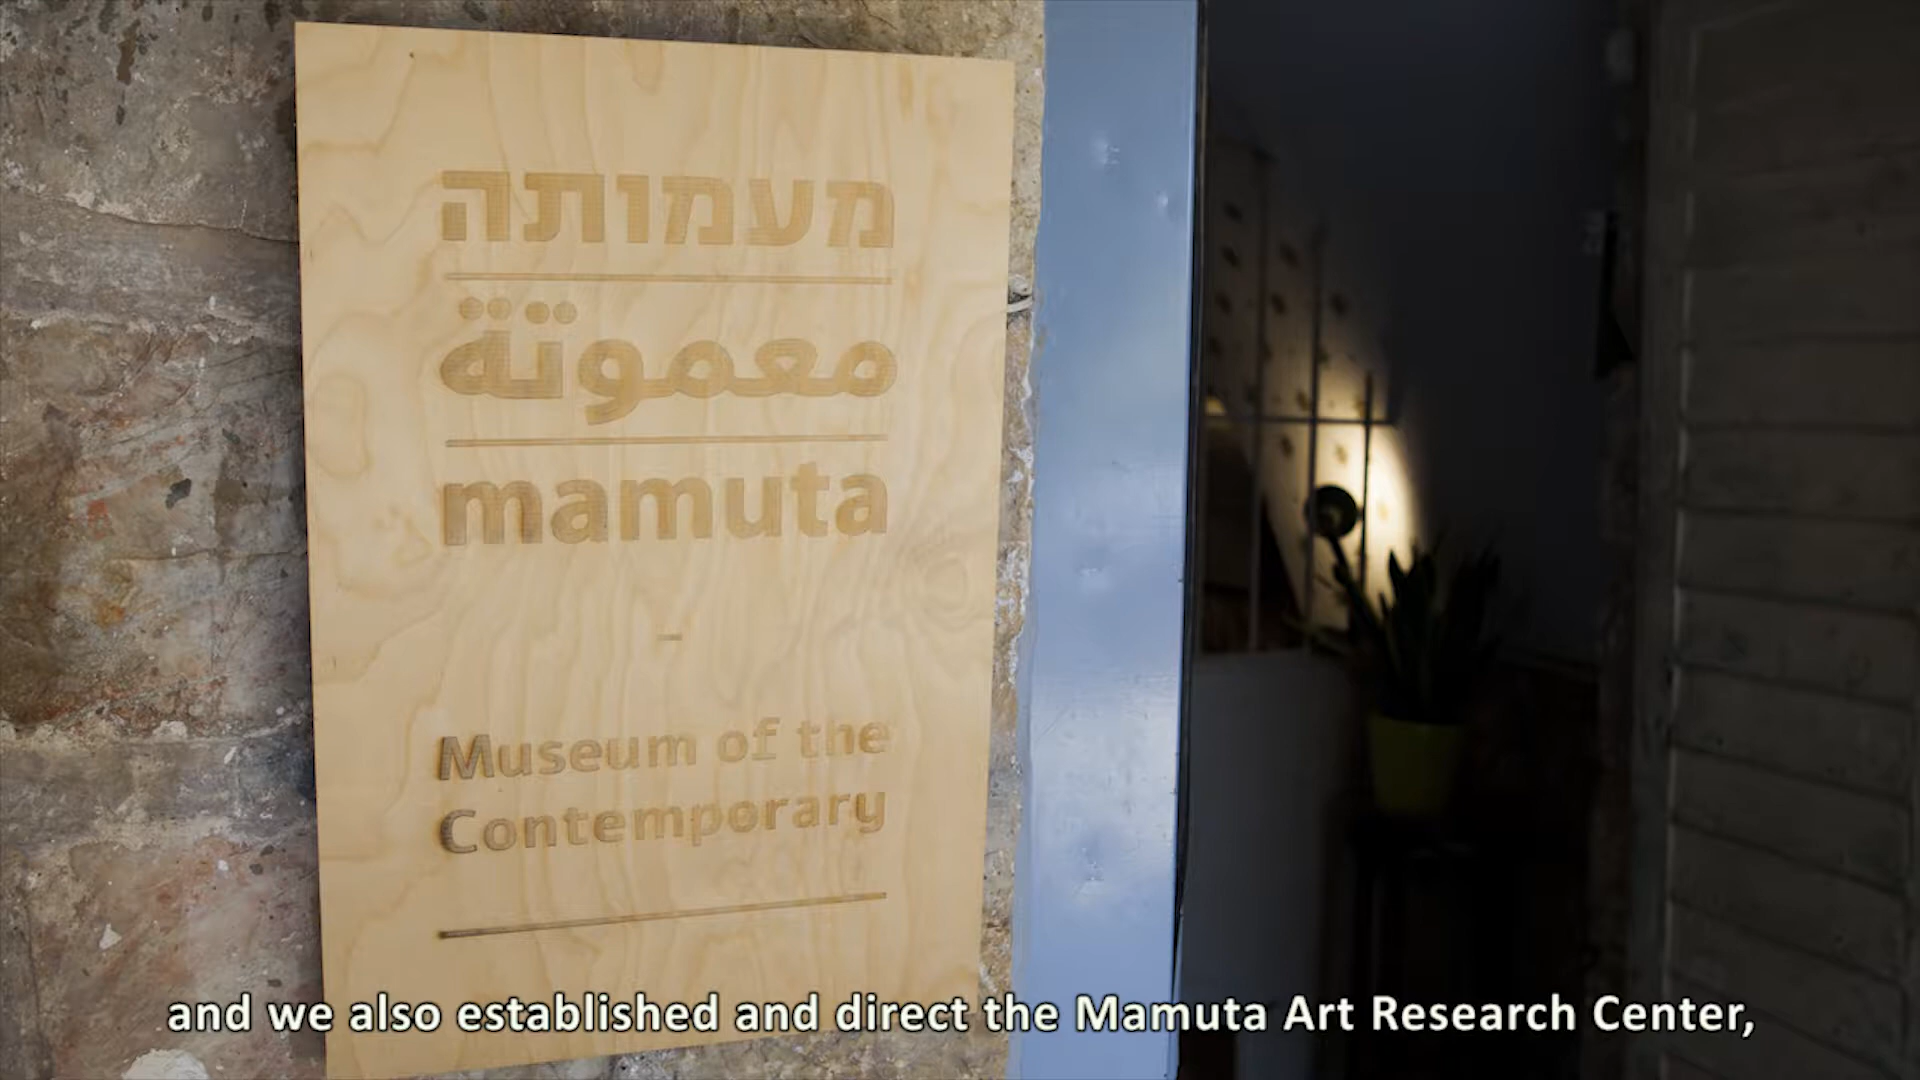 מעמותה
معموتة
mamuta
–
Museum of the
Contemporary
and we also established and direct the Mamuta Art Research Center,